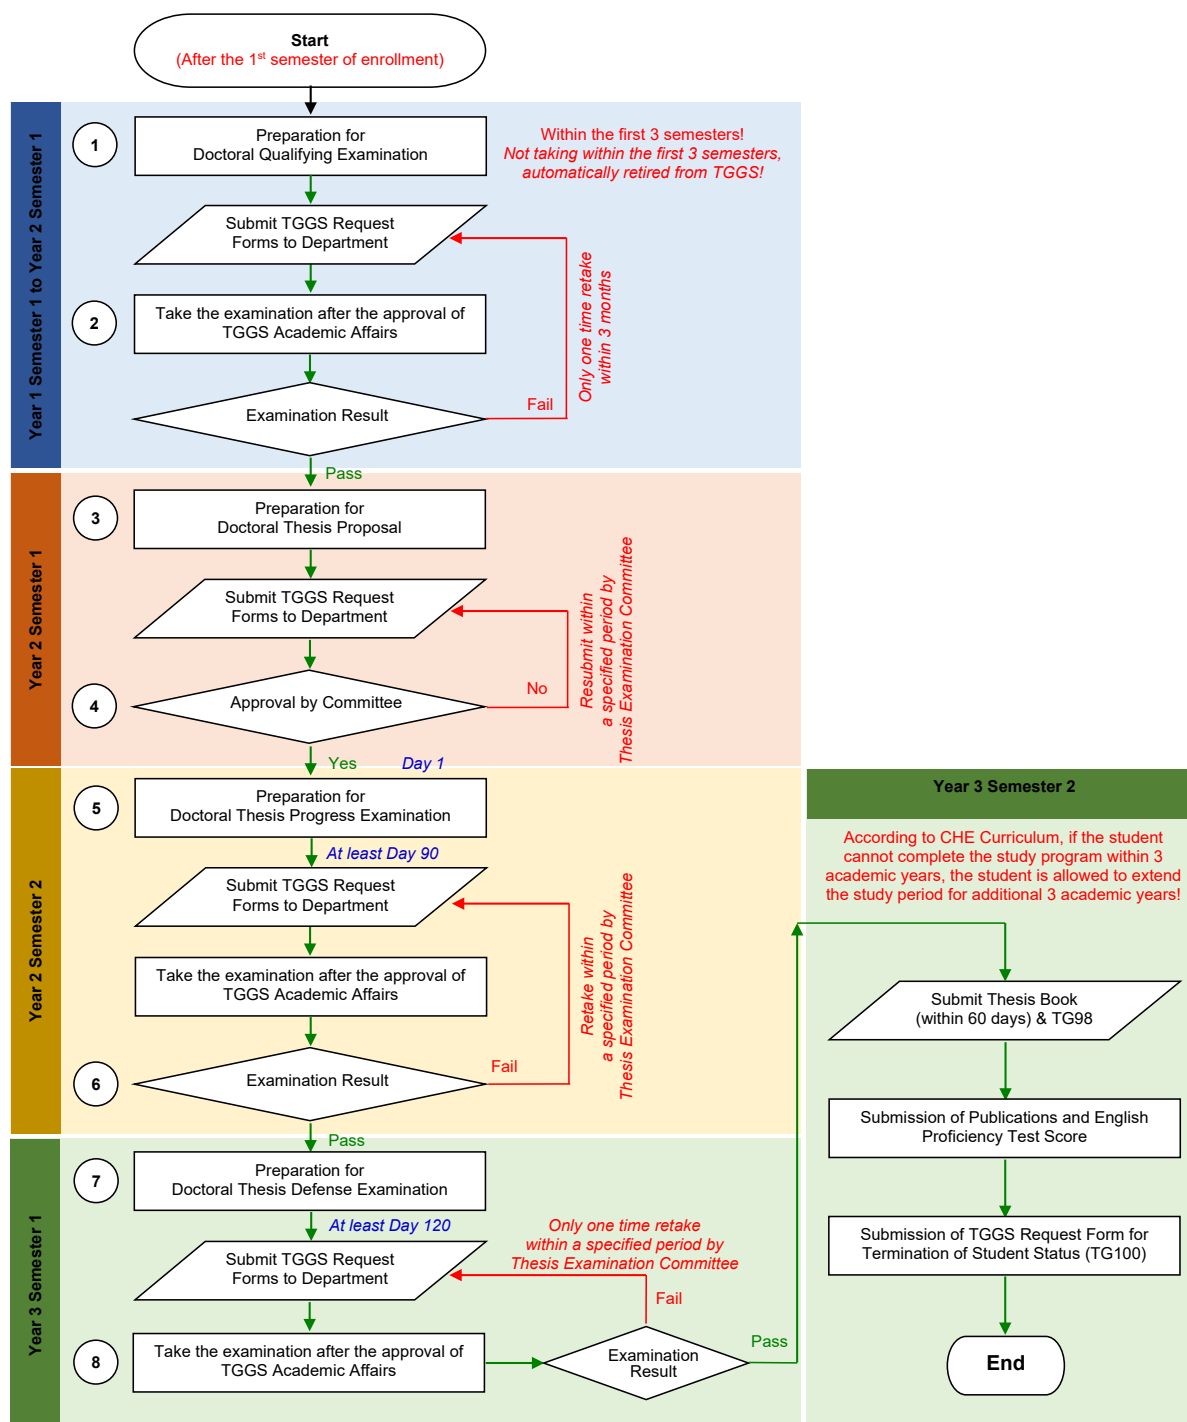 Start
(After the 1st semester of enrollment)
Year 1 Semester 1 to Year 2 Semester 1
1
Preparation for
Doctoral Qualifying Examination
Within the first 3 semesters!
Not taking within the first 3 semesters,
automatically retired from TGGS!
Submit TGGS Request
Forms to Department
2
Take the examination after the approval of
TGGS Academic Affairs
Only one time retake
within 3 months
Examination Result
Fail
Pass
Year 2 Semester 1
3
Preparation for
Doctoral Thesis Proposal
Submit TGGS Request
Forms to Department
Resubmit within
a specified period by
Thesis Examination Committee
4
Approval by Committee
No
Yes
Day 1
Year 2 Semester 2
5
Preparation for
Doctoral Thesis Progress Examination
At least Day 90
Submit TGGS Request
Forms to Department
Take the examination after the approval of
TGGS Academic Affairs
Retake within
a specified period by
Thesis Examination Committee
6
Examination Result
Fail
Pass
Year 3 Semester 1
7
Preparation for
Doctoral Thesis Defense Examination
At least Day 120
Submit TGGS Request
Forms to Department
Only one time retake
within a specified period by
Thesis Examination Committee
Fail
8
Take the examination after the approval of
TGGS Academic Affairs
Examination
Result
Pass
Year 3 Semester 2
According to CHE Curriculum, if the student
cannot complete the study program within 3
academic years, the student is allowed to extend
the study period for additional 3 academic years!
Submit Thesis Book
(within 60 days) & TG98
Submission of Publications and English
Proficiency Test Score
Submission of TGGS Request Form for
Termination of Student Status (TG100)
End